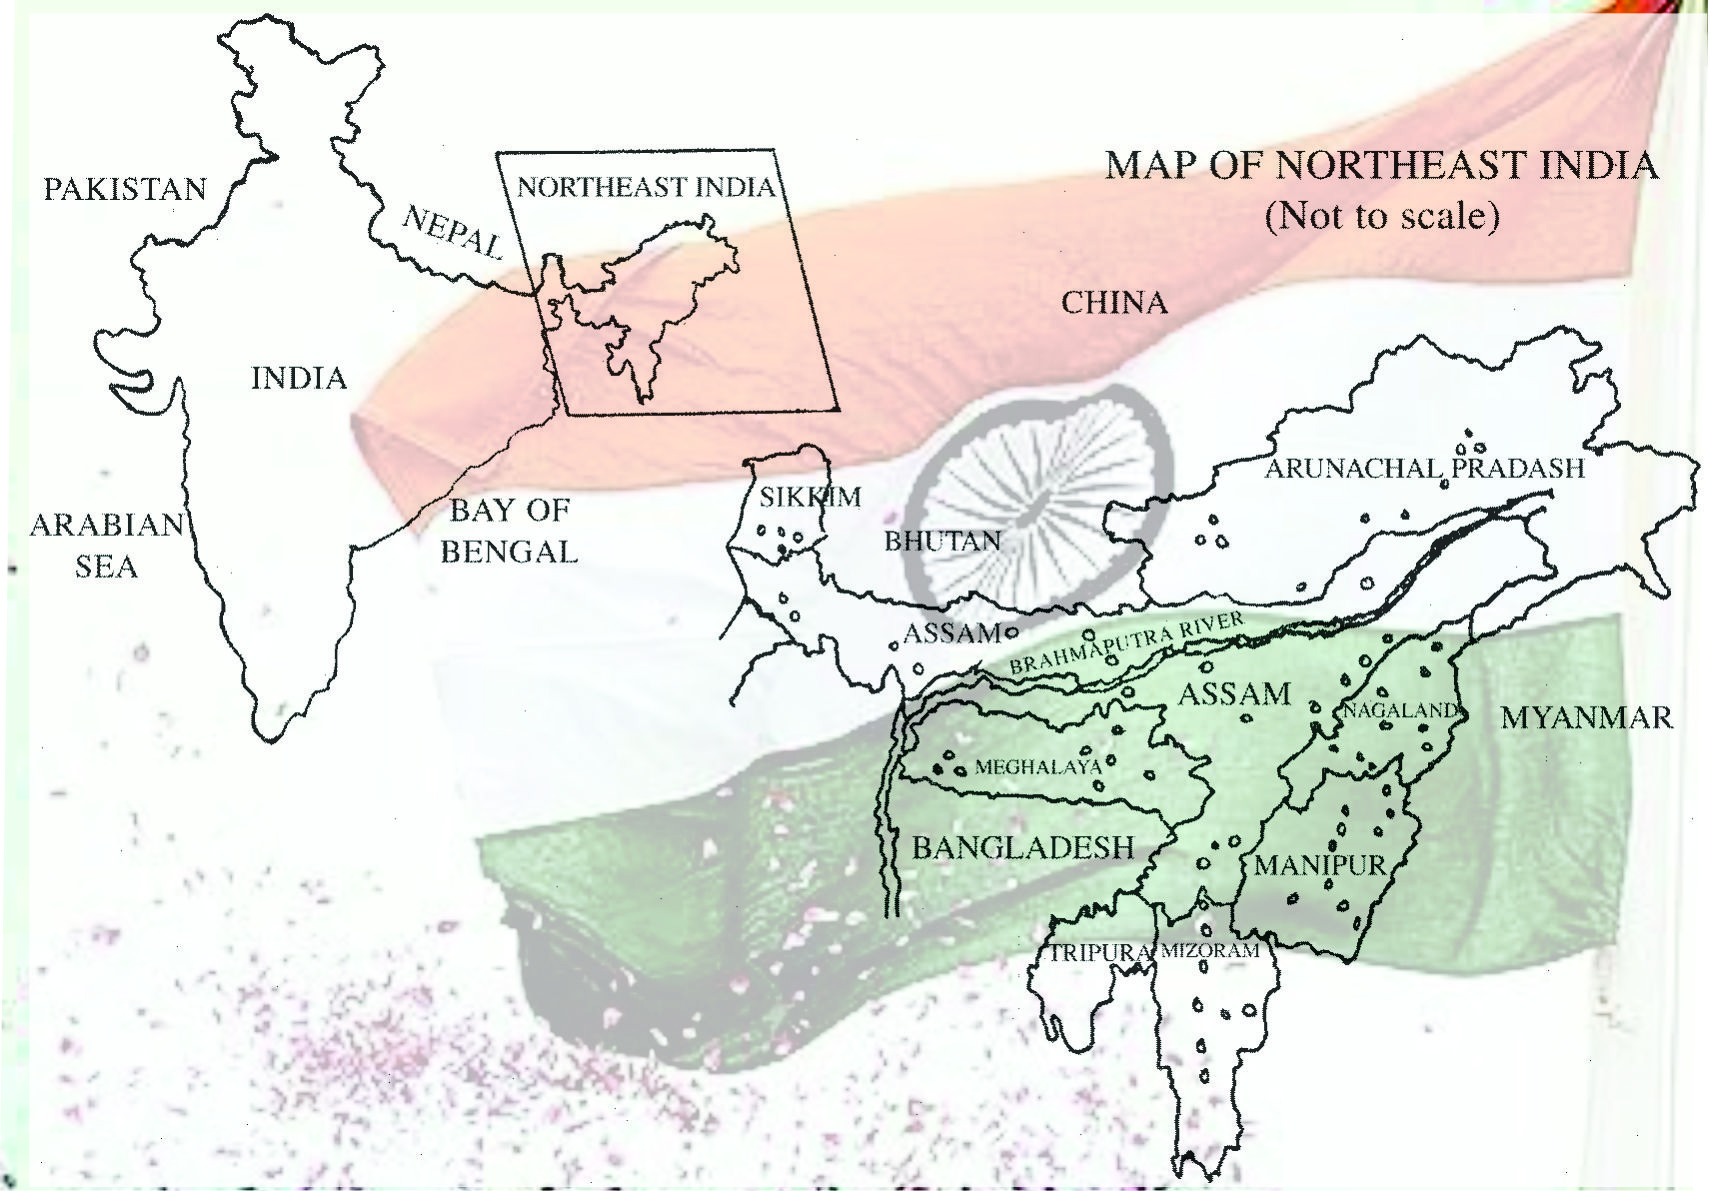 MAP OF NORTHEAST INDIA
(Not to scale)
PAKISTAN
NEPAL
NORTHEAST INDIA
CHINA
INDIA
ARABIAN
SEA
BAY OF
BENGAL
SIKKIM
BHUTAN
ARUNACHAL PRADASH
ASSAM
BRAHMAPUTRA RIVER
ASSAM
NAGALAND
MYANMAR
MEGHALAYA
BANGLADESH
MANIPUR
TRIPURA
MIZORAM